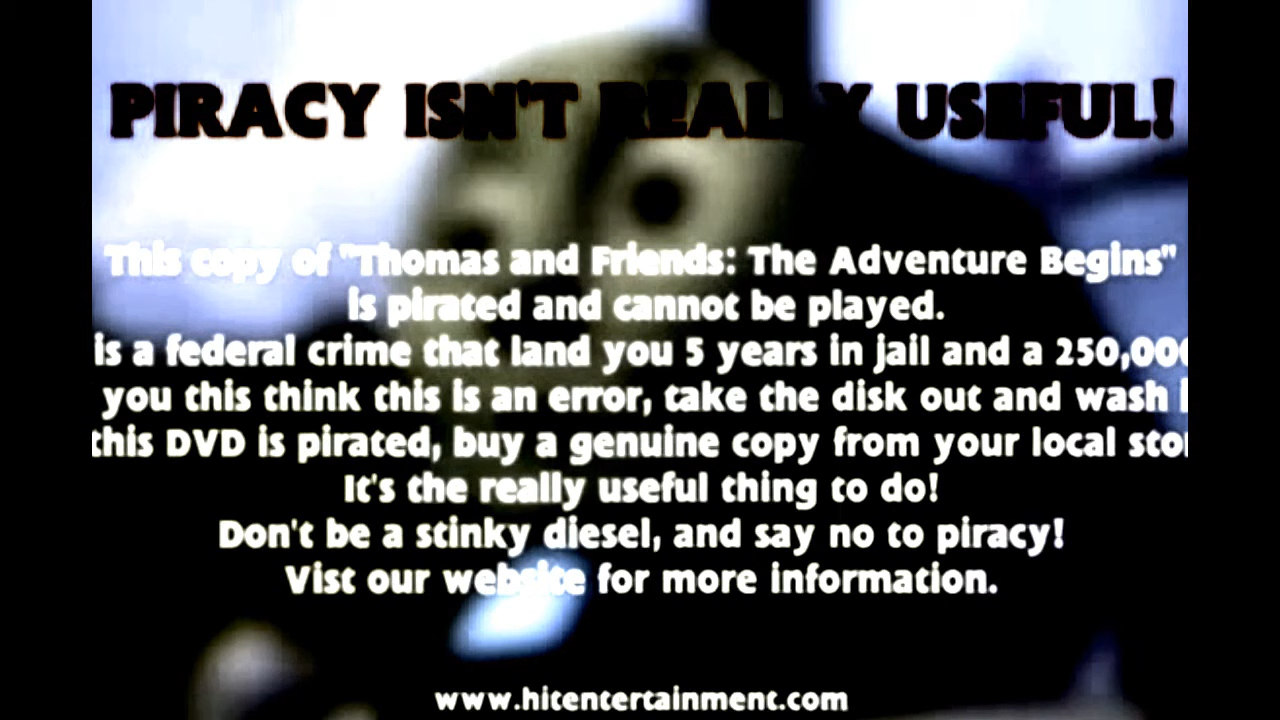 PIRACY ISN'T REALLY USEFUL!
This copy of "Thomas and Friends: The Adventure Begins"
is pirated and cannot be played.
is a federal crime that land you 5 years in jail and a 250,000
you this think this is an error, take the disk out and wash
this DVD is pirated, buy a genuine copy from your local
It's the really useful thing to do!
Don't be a stinky diesel, and say no to piracy!
Vist our website for more information.
www.hitentertainment.com